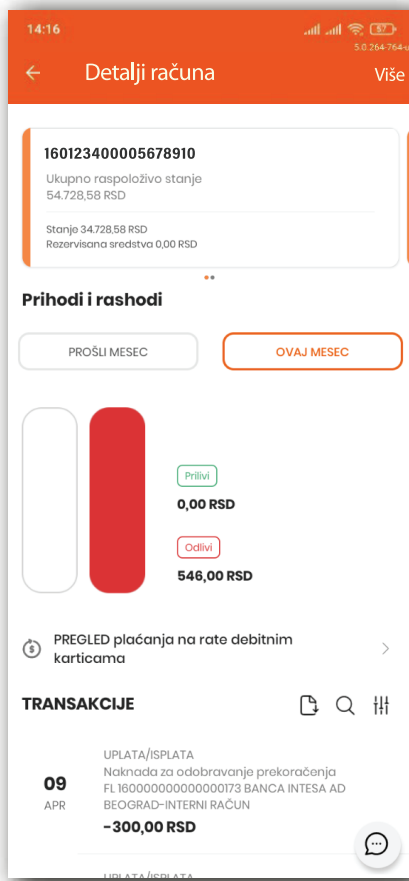 14:16
57
5.0.264-764-u
Detalji računa
Više
160123400005678910
Ukupno raspoloživo stanje
54.728,58 RSD
Stanje 34.728,58 RSD
Rezervisana sredstva 0,00 RSD
Prihodi i rashodi
PROŠLI MESEC
OVAJ MESEC
Prilivi
0,00 RSD
Odlivi
546,00 RSD
PREGLED plaćanja na rate debitnim
karticama
TRANSAKCIJE
UPLATA/ISPLATA
09
APR
Naknada za odobravanje prekoračenja
FL 160000000000000173 BANCA INTESA AD
BEOGRAD-INTERNI RAČUN
-300,00 RSD
UPLATA/ISPLATA